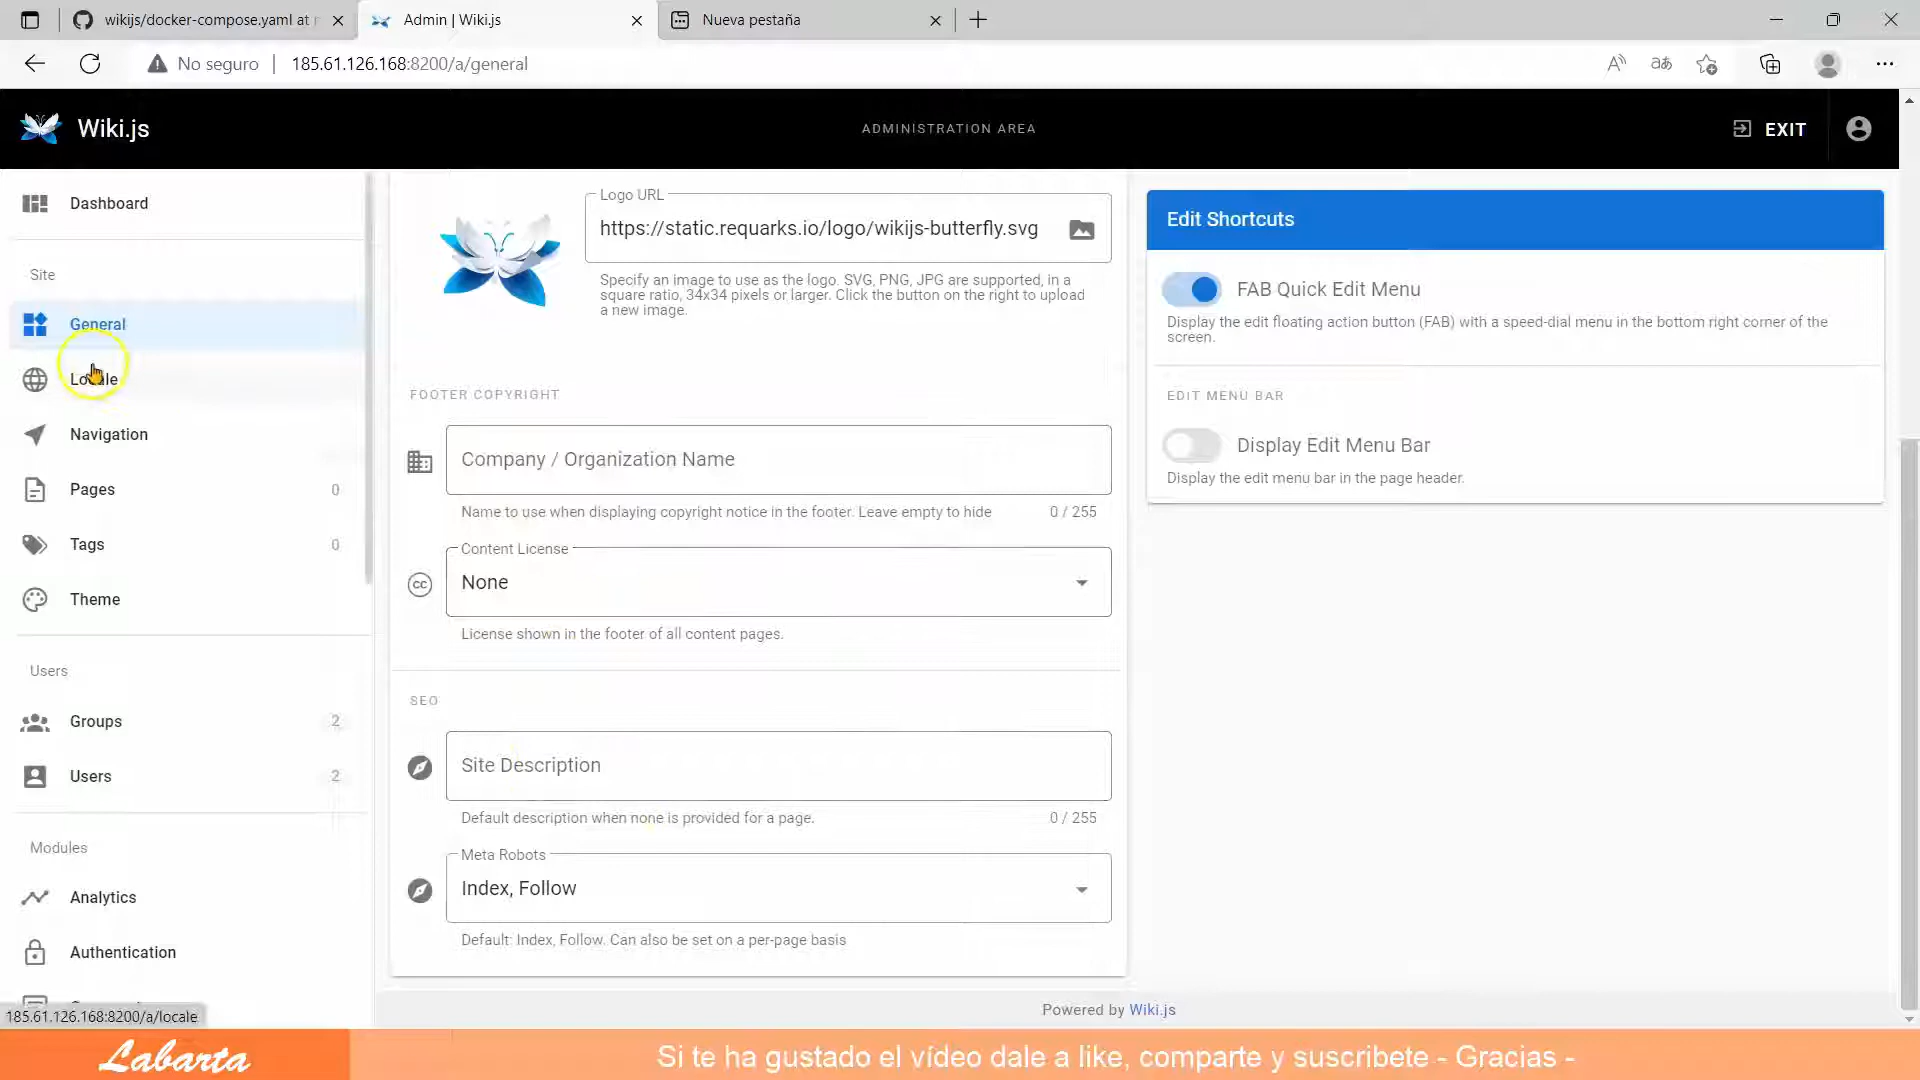 wikijs/docker-compose.yaml at
Admin | Wiki.js
Nueva pestaña
No seguro
185.61.126.168:8200/a/general
Wiki.js
ADMINISTRATION AREA
EXIT
Dashboard
Site
General
Locale
Navigation
Pages 0
Tags 0
Theme
Users
Groups 2
Users 2
Modules
Analytics
Authentication
185.61.126.168:8200/a/locale
Logo URL
https://static.requarks.io/logo/wikijs-butterfly.svg
Specify an image to use as the logo. SVG, PNG, JPG are supported, in a
square ratio, 34x34 pixels or larger. Click the button on the right to upload
a new image.
FOOTER COPYRIGHT
Company / Organization Name
Name to use when displaying copyright notice in the footer. Leave empty to hide 0 / 255
Content License
None
License shown in the footer of all content pages.
SEO
Site Description
Default description when none is provided for a page. 0 / 255
Meta Robots
Index, Follow
Default: Index, Follow. Can also be set on a per-page basis
Edit Shortcuts
FAB Quick Edit Menu
Display the edit floating action button (FAB) with a speed-dial menu in the bottom right corner of the
screen.
EDIT MENU BAR
Display Edit Menu Bar
Display the edit menu bar in the page header.
Powered by Wiki.js
Labarta
Si te ha gustado el vídeo dale a like, comparte y suscribete - Gracias -